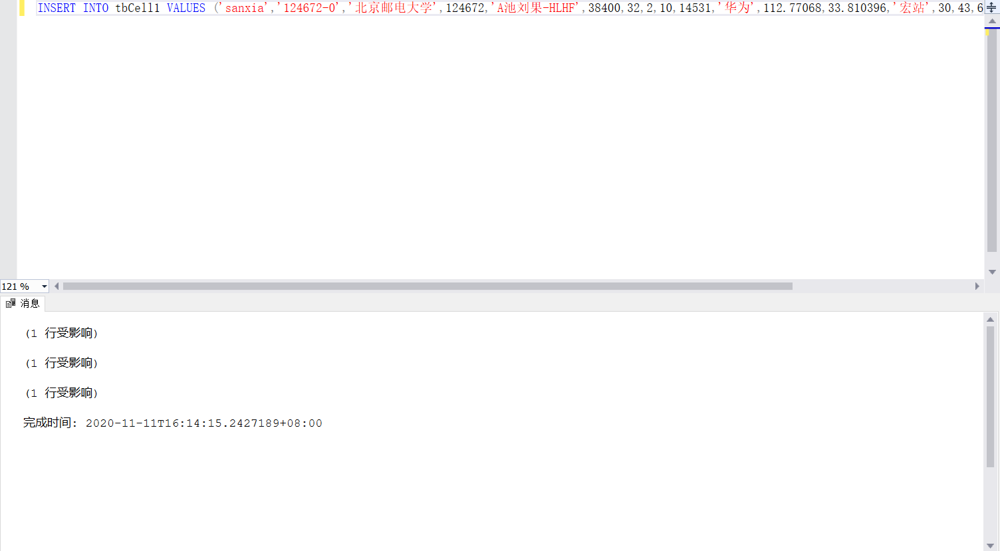 INSERT INTO tbCell1 VALUES ('sanxia','124672-0','北京邮电大学',124672,'A池刘果-HLHF',38400,32,2,10,14531,'华为',112.77068,33.810396,'宏站',30,43,6
121 %
消息
(1 行受影响)
(1 行受影响)
(1 行受影响)
完成时间: 2020-11-11T16:14:15.2427189+08:00